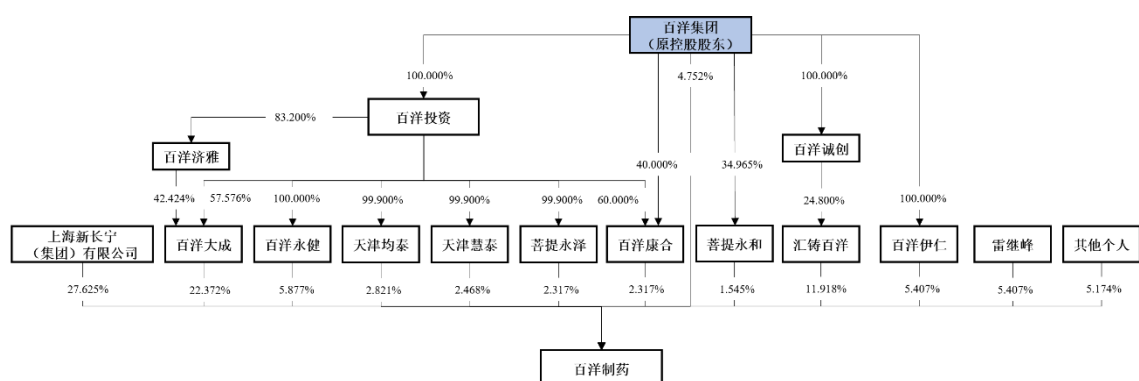 百洋集团
（原控股股东）
100.000%
4.752%
100.000%
83.200%
百洋投资
百洋济雅
百洋诚创
40.000%
34.965%
42.424%
57.576%
100.000%
99.900%
99.900%
99.900%
60.000%
24.800%
100.000%
上海新长宁
（集团）有限公司
百洋大成
百洋永健
天津均泰
天津慧泰
菩提永泽
百洋康合
菩提永和
汇铸百洋
百洋伊仁
雷继峰
其他个人
27.625%
22.372%
5.877%
2.821%
2.468%
2.317%
2.317%
1.545%
11.918%
5.407%
5.407%
5.174%
百洋制药